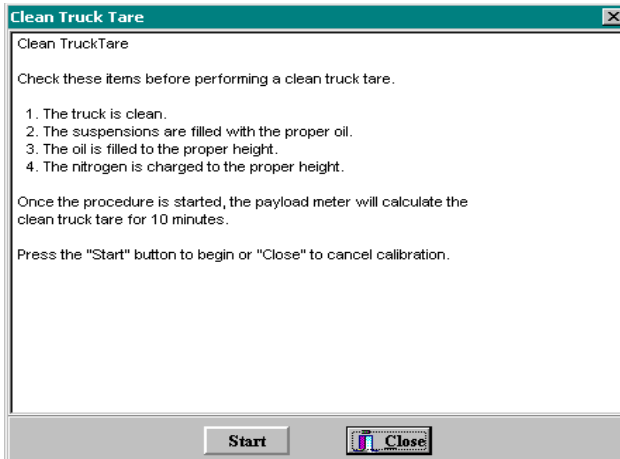 Clean Truck Tare
Clean TruckTare
Check these items before performing a clean truck tare.
1. The truck is clean.
2. The suspensions are filled with the proper oil.
3. The oil is filled to the proper height.
4. The nitrogen is charged to the proper height.
Once the procedure is started, the payload meter will calculate the
clean truck tare for 10 minutes.
Press the "Start" button to begin or "Close" to cancel calibration.
Start
Close